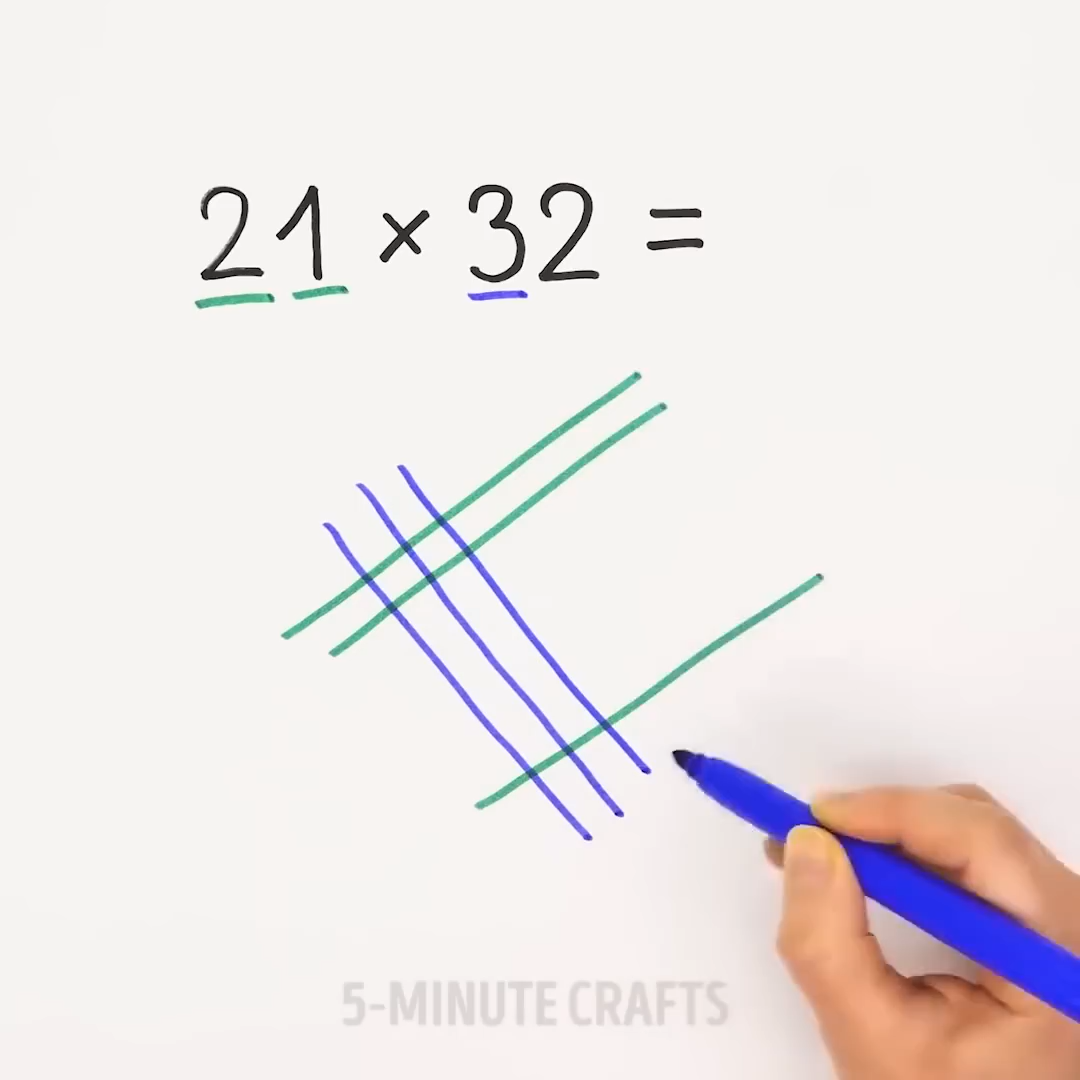 21 × 32 =
5-MINUTE CRAFTS